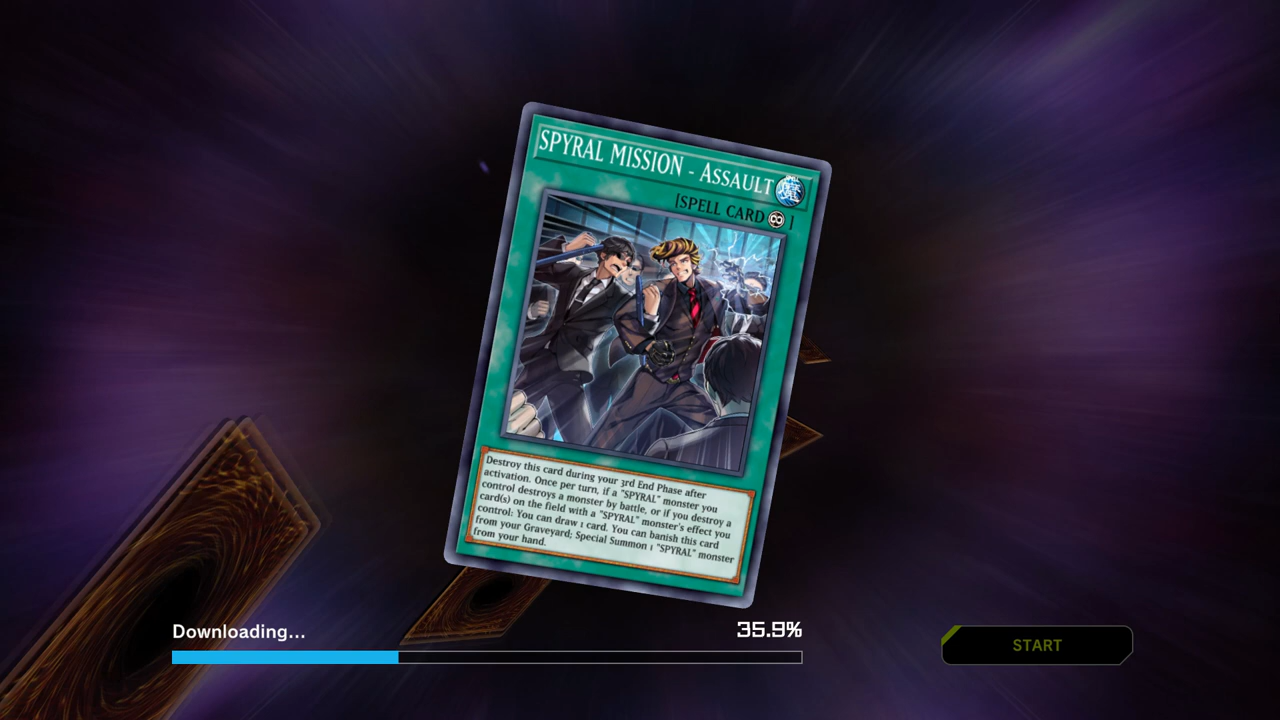 SPYRAL MISSION - ASSAULT
[SPELL CARD ]
Destroy this card during your 3rd End Phase after
activation. Once per turn, if a "SPYRAL" monster you
control destroys a monster by battle, or if you destroy a
card(s) on the field with a "SPYRAL" monster's effect you
control: You can draw 1 card. You can banish this card
from your Graveyard; Special Summon 1 "SPYRAL" monster
from your hand.
Downloading...
35.9%
START